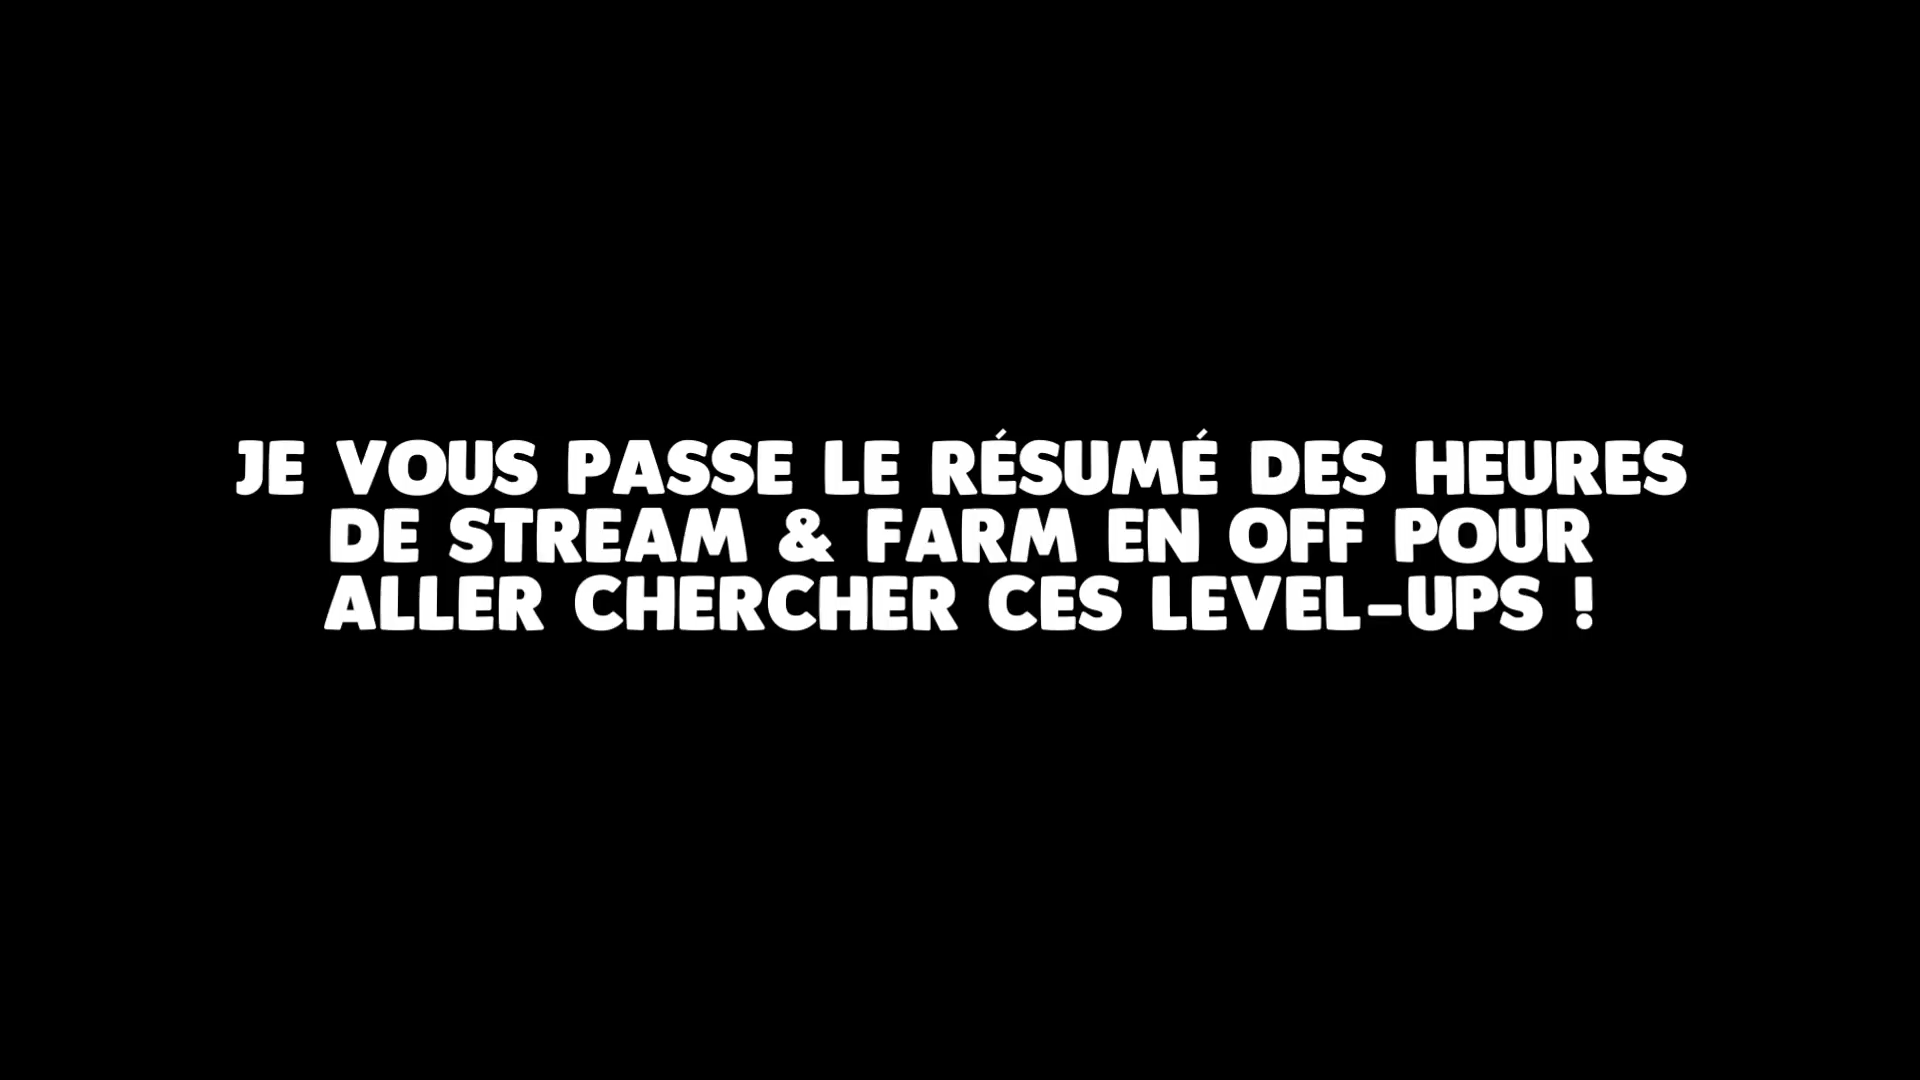 JE VOUS PASSE LE RÉSUMÉ DES HEURES
DE STREAM & FARM EN OFF POUR
ALLER CHERCHER CES LEVEL-UPS !